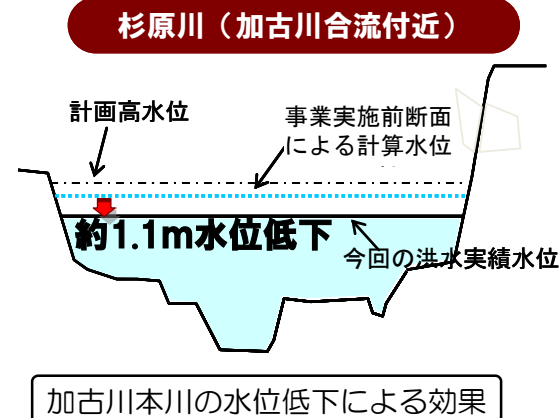 杉原川（加古川合流付近）
計画高水位
事業実施前断面
による計算水位
約1.1m水位低下
今回の洪水実績水位
加古川本川の水位低下による効果